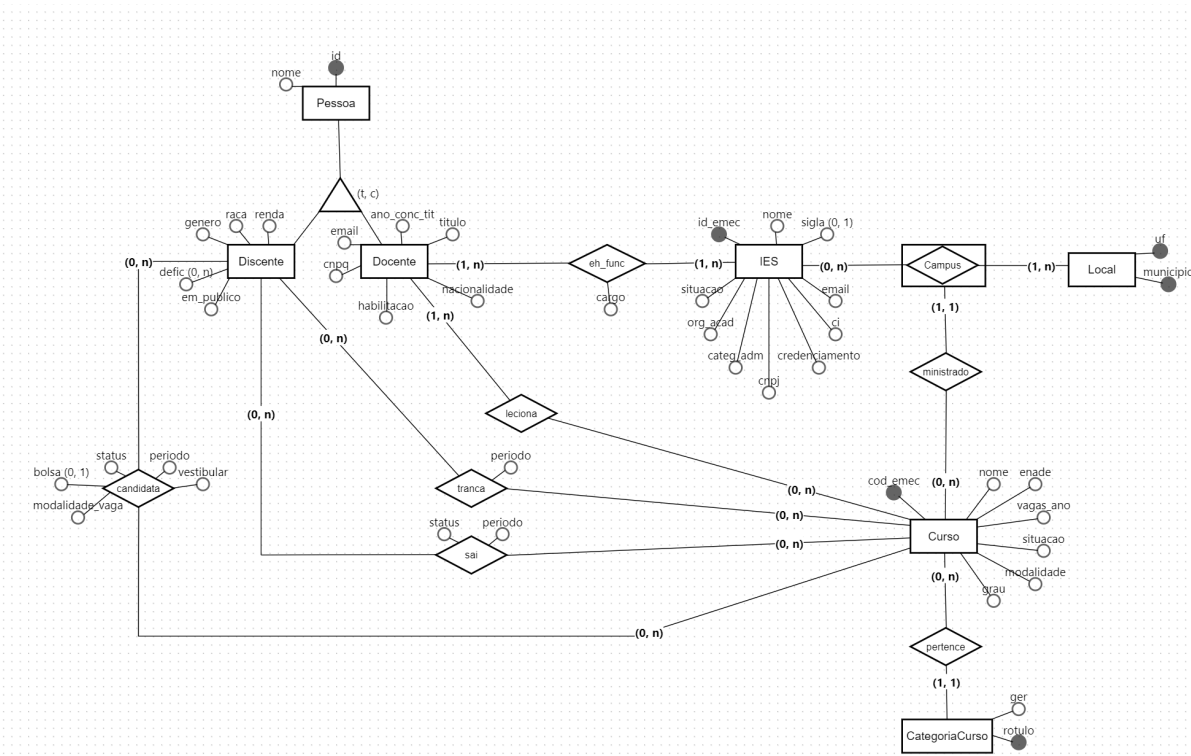 id
nome
Pessoa
(t, c)
genero
raca
renda
ano_conc_tit
titulo
email
Discente
Docente
cnpq
defic (0, n)
em_publico
habilitacao
nacionalidade
(0, n)
(1, n)
eh_func
cargo
(1, n)
id_emec
nome
sigla (0, 1)
IES
situacao
org_acad
categ_adm
cnpj
credenciamento
ci
email
(0, n)
Campus
(1, n)
Local
uf
municipio
(1, 1)
ministrado
(0, n)
(1, n)
leciona
(0, n)
(0, n)
periodo
tranca
(0, n)
(0, n)
status
periodo
sai
(0, n)
status
periodo
bolsa (0, 1)
vestibular
candidata
modalidade_vaga
(0, n)
cod_emec
nome
enade
vagas_ano
Curso
situacao
modalidade
grau
(0, n)
pertence
(1, 1)
ger
CategoriaCurso
rotulo